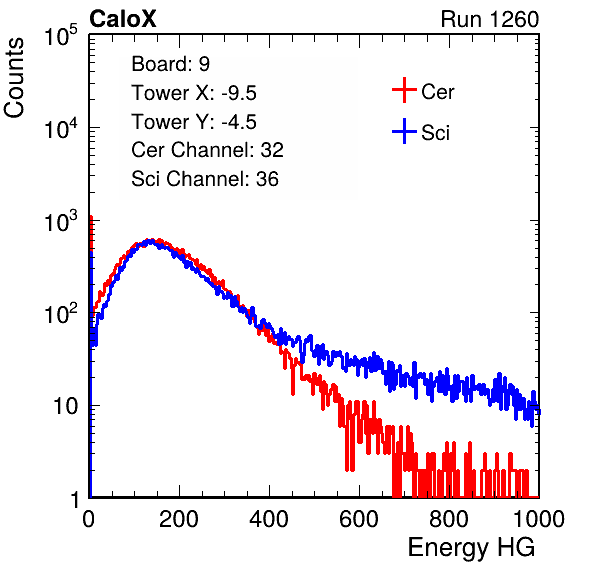 CaloX Run 1260
Counts
10^5
10^4
10^3
10^2
10
1
Board: 9
Tower X: -9.5
Tower Y: -4.5
Cer Channel: 32
Sci Channel: 36
Cer
Sci
0 200 400 600 800 1000
Energy HG